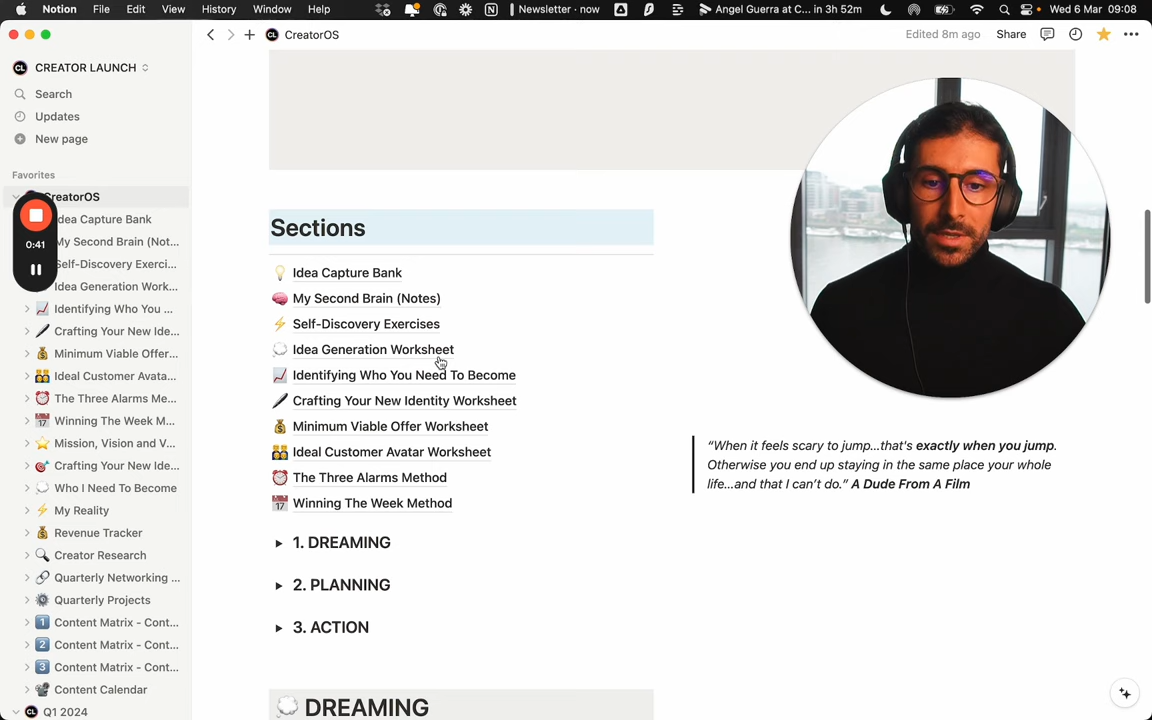 Notion File Edit View History Window Help Newsletter · now Angel Guerra at C... in 3h 52m Wed 6 Mar 09:08
CreatorOS Edited 8m ago Share
CREATOR LAUNCH
Search
Updates
New page
Favorites
CreatorOS
dea Capture Bank
My Second Brain (Not...
Self-Discovery Exerci...
Idea Generation Work...
Identifying Who You ...
Crafting Your New Ide...
Minimum Viable Offer...
Ideal Customer Avata...
The Three Alarms Me...
Winning The Week M...
Mission, Vision and V...
Crafting Your New Ide...
Who I Need To Become
My Reality
Revenue Tracker
Creator Research
Quarterly Networking ...
Quarterly Projects
1 Content Matrix - Cont...
2 Content Matrix - Cont...
3 Content Matrix - Cont...
Content Calendar
CL Q1 2024
0:41
Sections
Idea Capture Bank
My Second Brain (Notes)
Self-Discovery Exercises
Idea Generation Worksheet
Identifying Who You Need To Become
Crafting Your New Identity Worksheet
Minimum Viable Offer Worksheet
Ideal Customer Avatar Worksheet
The Three Alarms Method
Winning The Week Method
1. DREAMING
2. PLANNING
3. ACTION
DREAMING
“When it feels scary to jump...that's exactly when you jump.
Otherwise you end up staying in the same place your whole
life...and that I can’t do.” A Dude From A Film